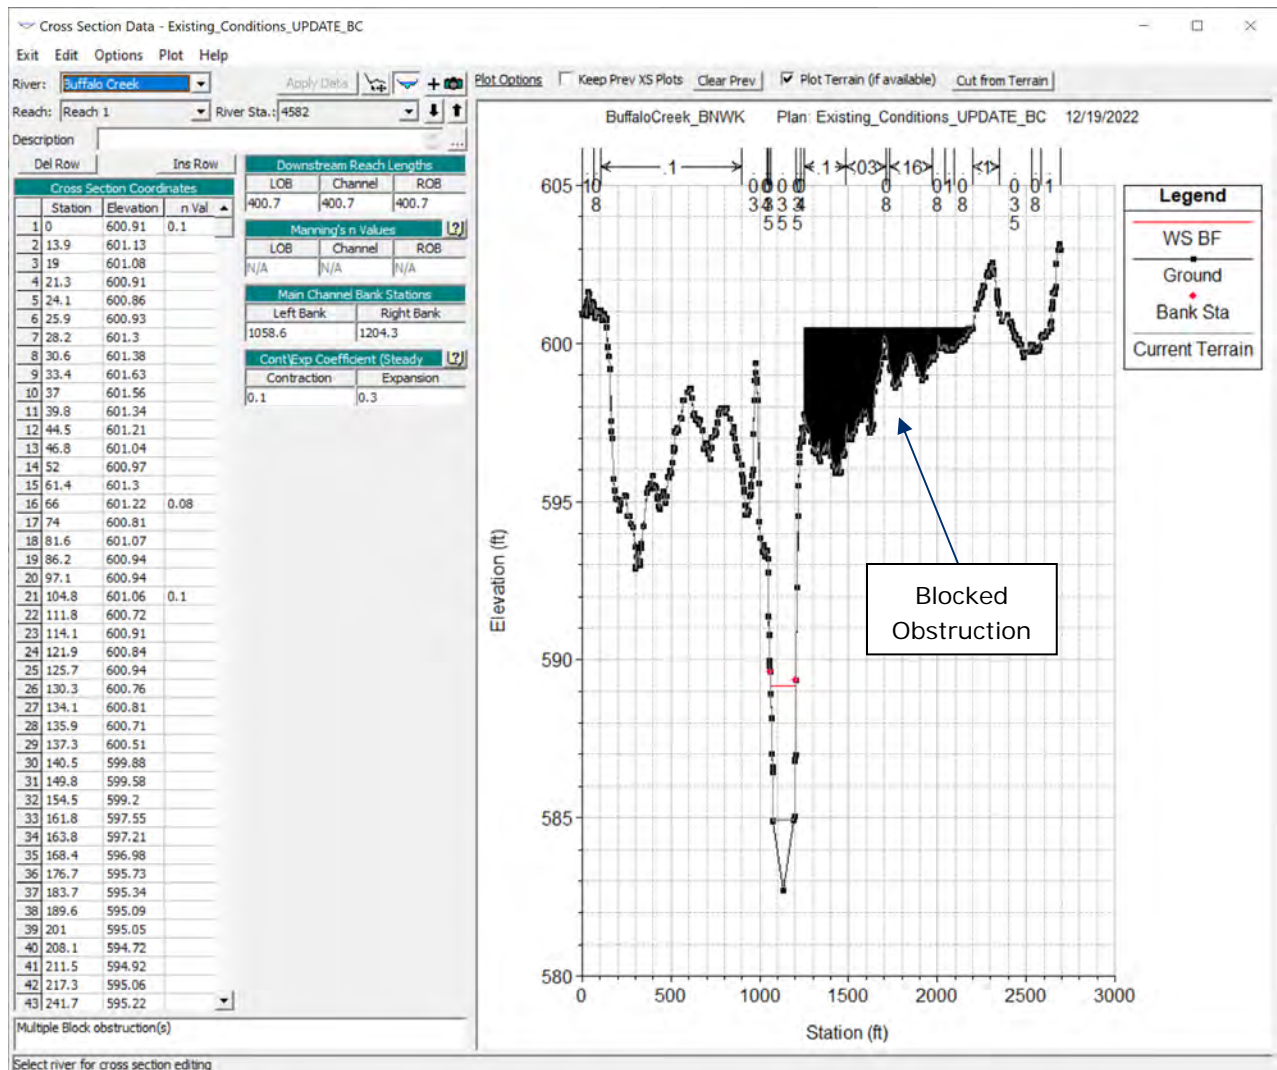 Cross Section Data - Existing_Conditions_UPDATE_BC
Exit Edit Options Plot Help
River: Buffalo Creek Apply Data
Reach: Reach 1 River Sta.: 4582
Description ...
Del Row Ins Row
Cross Section Coordinates
Station Elevation n Val
1 0 600.91 0.1
2 13.9 601.13
3 19 601.08
4 21.3 600.91
5 24.1 600.86
6 25.9 600.93
7 28.2 601.3
8 30.6 601.38
9 33.4 601.63
10 37 601.56
11 39.8 601.34
12 44.5 601.21
13 46.8 601.04
14 52 600.97
15 61.4 601.3
16 66 601.22 0.08
17 74 600.81
18 81.6 601.07
19 86.2 600.94
20 97.1 600.94
21 104.8 601.06 0.1
22 111.8 600.72
23 114.1 600.91
24 121.9 600.84
25 125.7 600.94
26 130.3 600.76
27 134.1 600.81
28 135.9 600.71
29 137.3 600.51
30 140.5 599.88
31 149.8 599.58
32 154.5 599.2
33 161.8 597.55
34 163.8 597.21
35 168.4 596.98
36 176.7 595.73
37 183.7 595.34
38 189.6 595.09
39 201 595.05
40 208.1 594.72
41 211.5 594.92
42 217.3 595.06
43 241.7 595.22
Downstream Reach Lengths
LOB Channel ROB
400.7 400.7 400.7
Manning's n Values ?
LOB Channel ROB
N/A N/A N/A
Main Channel Bank Stations
Left Bank Right Bank
1058.6 1204.3
Cont\Exp Coefficient (Steady ?
Contraction Expansion
0.1 0.3
Multiple Block obstruction(s)
Select river for cross section editing
Plot Options Keep Prev XS Plots Clear Prev Plot Terrain (if available) Cut from Terrain
BuffaloCreek_BNWK Plan: Existing_Conditions_UPDATE_BC 12/19/2022
.1
.1
605
600
595
590
585
580
Elevation (ft)
0 500 1000 1500 2000 2500 3000
Station (ft)
Blocked
Obstruction
Legend
WS BF
Ground
Bank Sta
Current Terrain